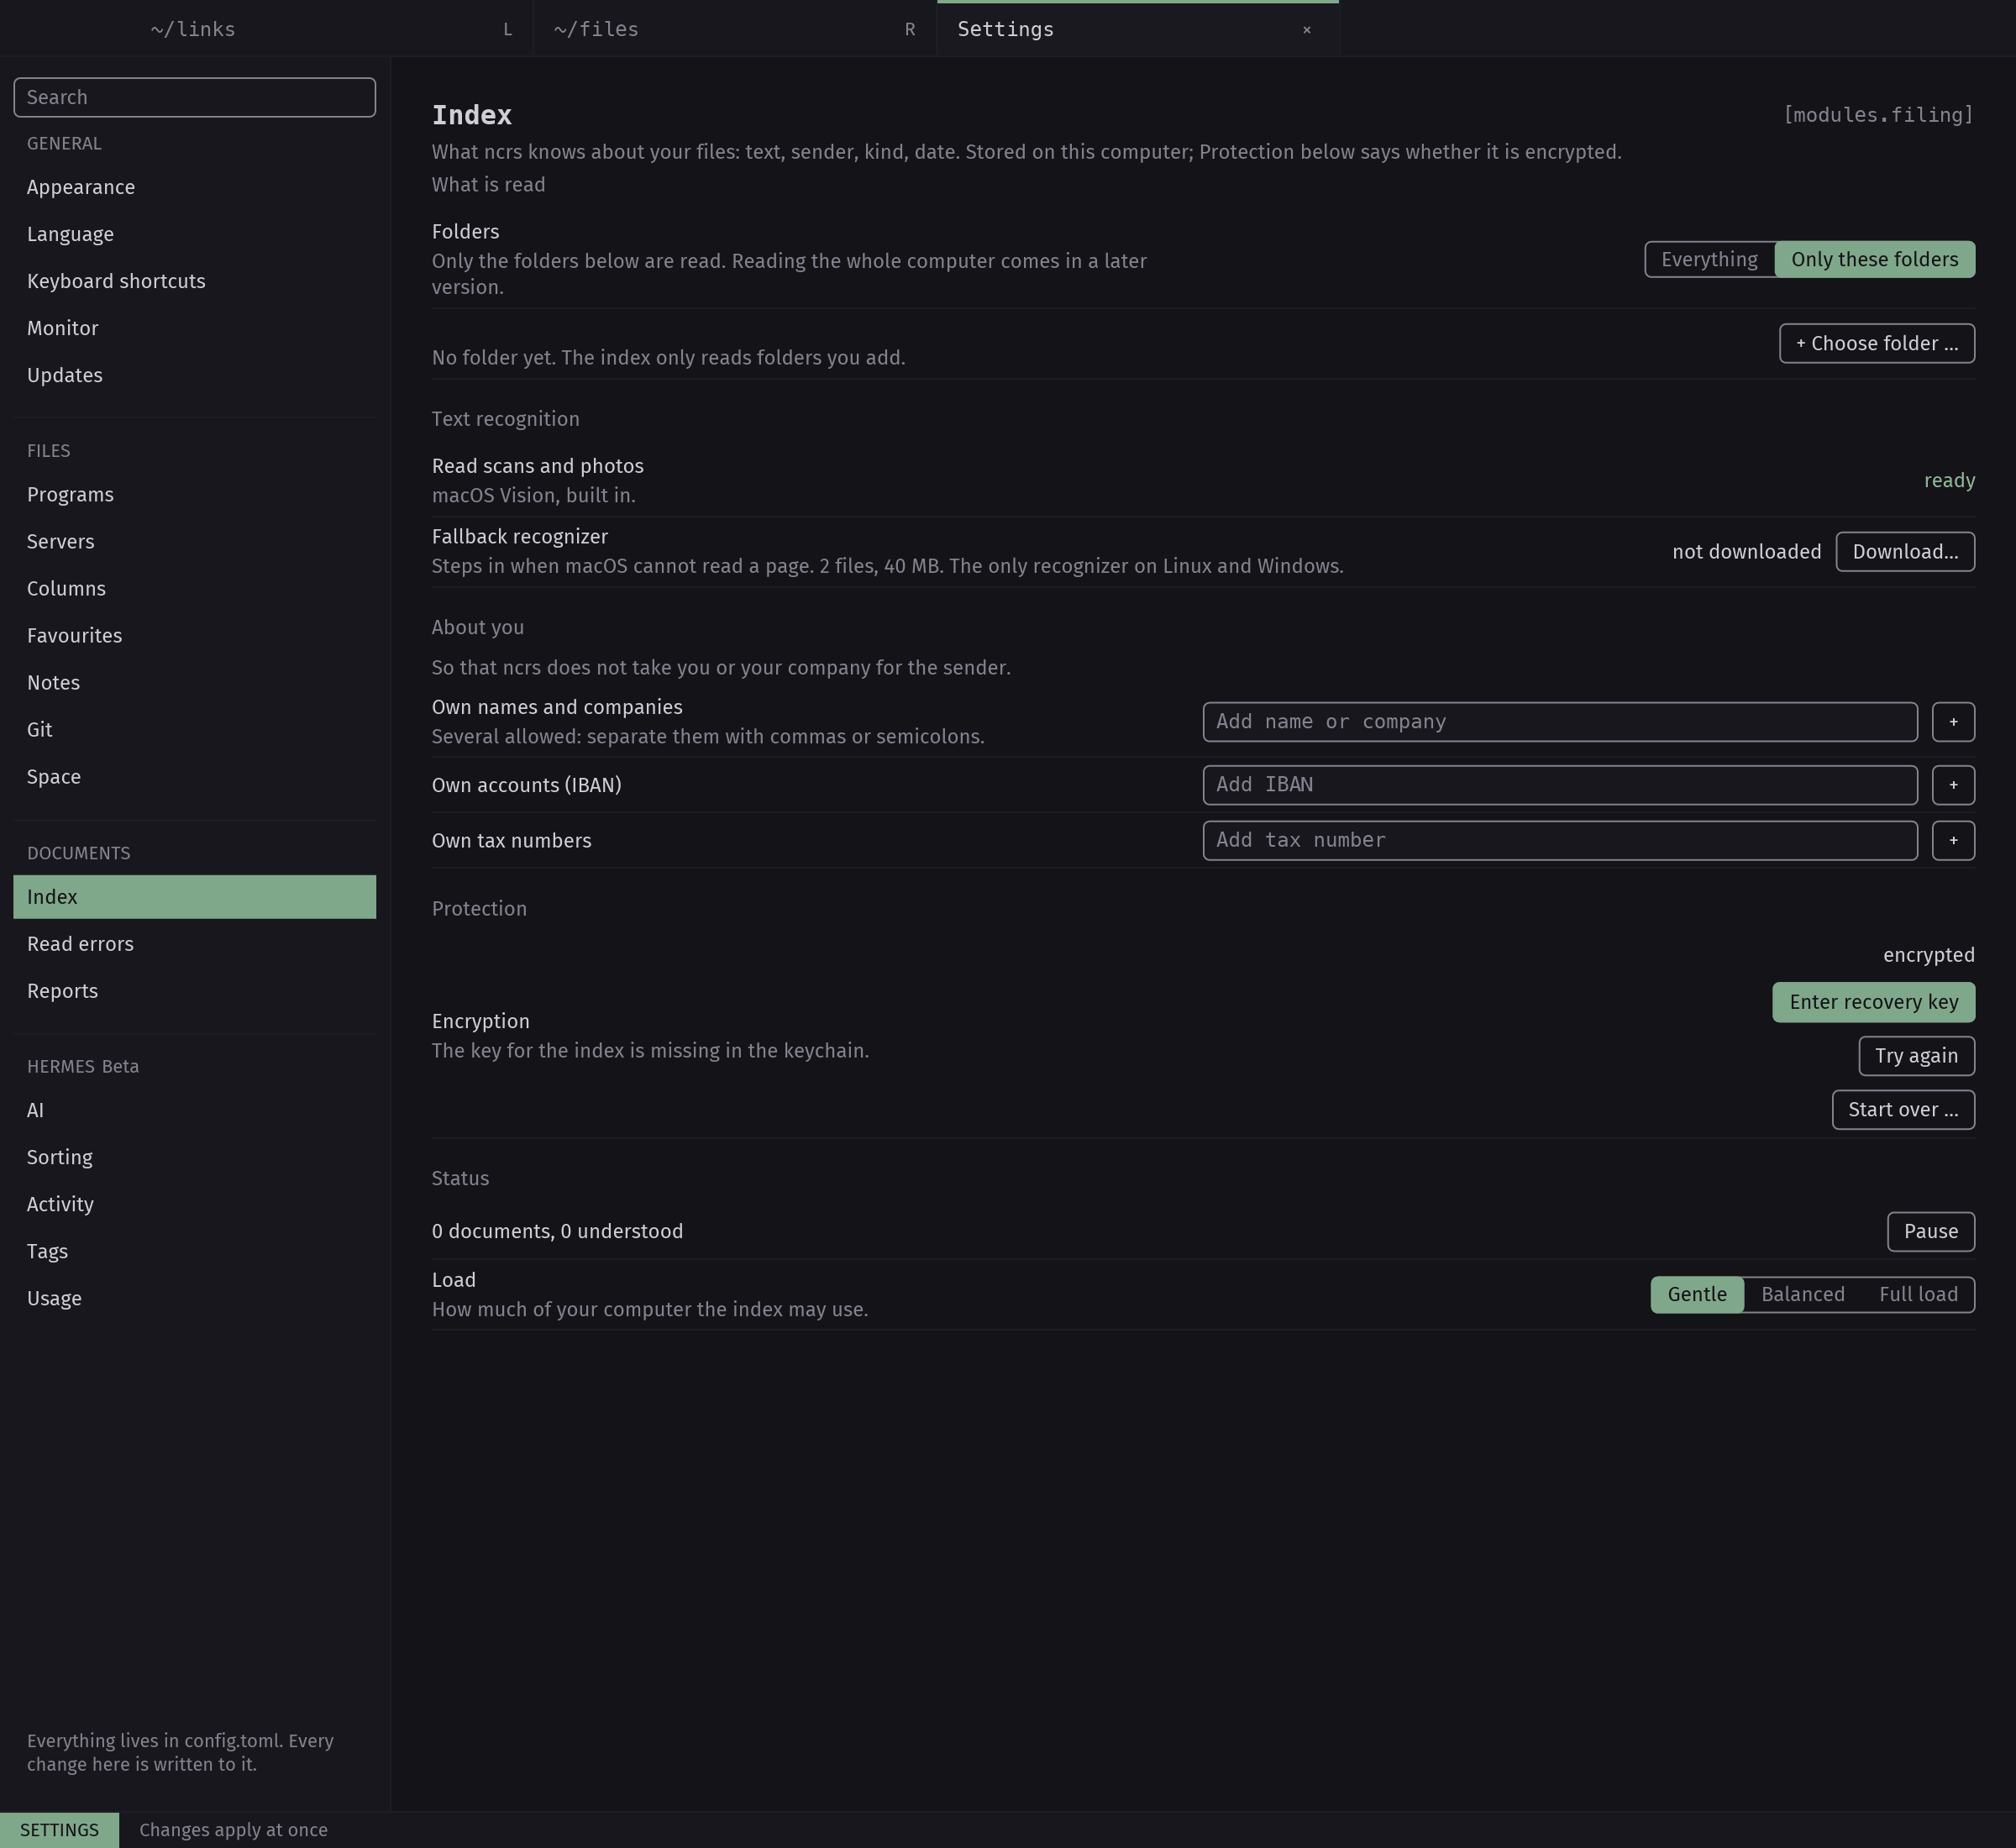 ~/links L ~/files R Settings ×
Search
GENERAL
Appearance
Language
Keyboard shortcuts
Monitor
Updates
FILES
Programs
Servers
Columns
Favourites
Notes
Git
Space
DOCUMENTS
Index
Read errors
Reports
HERMES Beta
AI
Sorting
Activity
Tags
Usage
Everything lives in config.toml. Every
change here is written to it.
Index [modules.filing]
What ncrs knows about your files: text, sender, kind, date. Stored on this computer; Protection below says whether it is encrypted.
What is read
Folders
Only the folders below are read. Reading the whole computer comes in a later
version.
Everything Only these folders
No folder yet. The index only reads folders you add.
+ Choose folder ...
Text recognition
Read scans and photos
macOS Vision, built in.
ready
Fallback recognizer
Steps in when macOS cannot read a page. 2 files, 40 MB. The only recognizer on Linux and Windows.
not downloaded Download...
About you
So that ncrs does not take you or your company for the sender.
Own names and companies
Several allowed: separate them with commas or semicolons.
Add name or company +
Own accounts (IBAN) Add IBAN +
Own tax numbers Add tax number +
Protection
encrypted
Enter recovery key
Encryption
The key for the index is missing in the keychain.
Try again
Start over ...
Status
0 documents, 0 understood Pause
Load
How much of your computer the index may use.
Gentle Balanced Full load
SETTINGS Changes apply at once